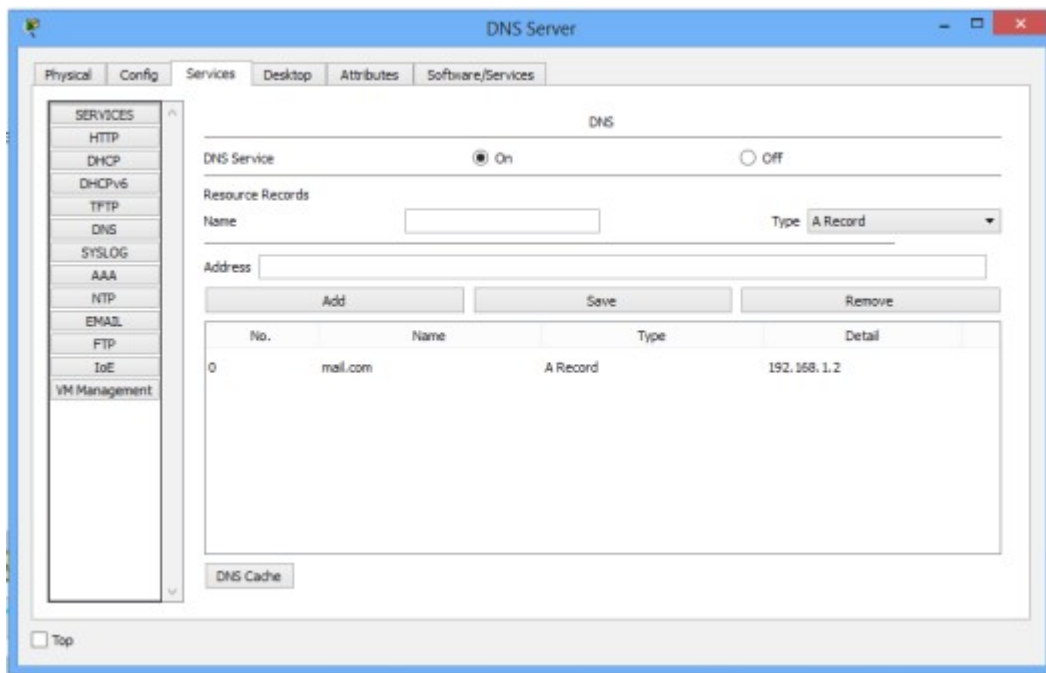 DNS Server
Physical Config Services Desktop Attributes Software/Services
SERVICES
HTTP
DHCP
DHCPv6
TFTP
DNS
SYSLOG
AAA
NTP
EMAIL
FTP
IoE
VM Management
DNS
DNS Service On Off
Resource Records
Name Type A Record
Address
Add Save Remove
No. Name Type Detail
0 mail.com A Record 192.168.1.2
DNS Cache
Top